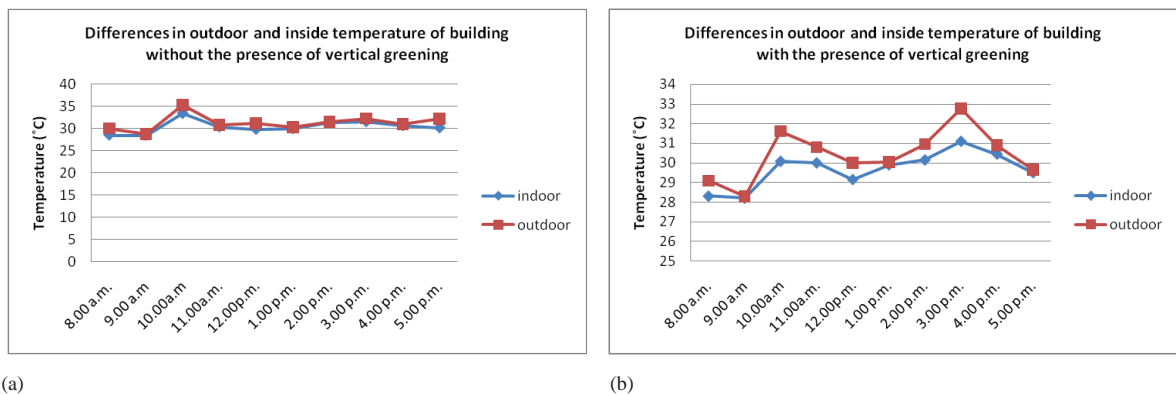 Differences in outdoor and inside temperature of building
without the presence of vertical greening
Temperature (˚C)
40
35
30
25
20
15
10
5
0
8.00 a.m.
9.00 a.m
10.00a.m
11.00a.m.
12.00p.m.
1.00 p.m.
2.00 p.m.
3.00 p.m.
4.00 p.m.
5.00 p.m.
indoor
outdoor
(a)
Differences in outdoor and inside temperature of building
with the presence of vertical greening
Temperature (˚C)
34
33
32
31
30
29
28
27
26
25
8.00 a.m.
9.00 a.m
10.00a.m
11.00a.m.
12.00p.m.
1.00 p.m.
2.00 p.m.
3.00 p.m.
4.00 p.m.
5.00 p.m.
indoor
outdoor
(b)